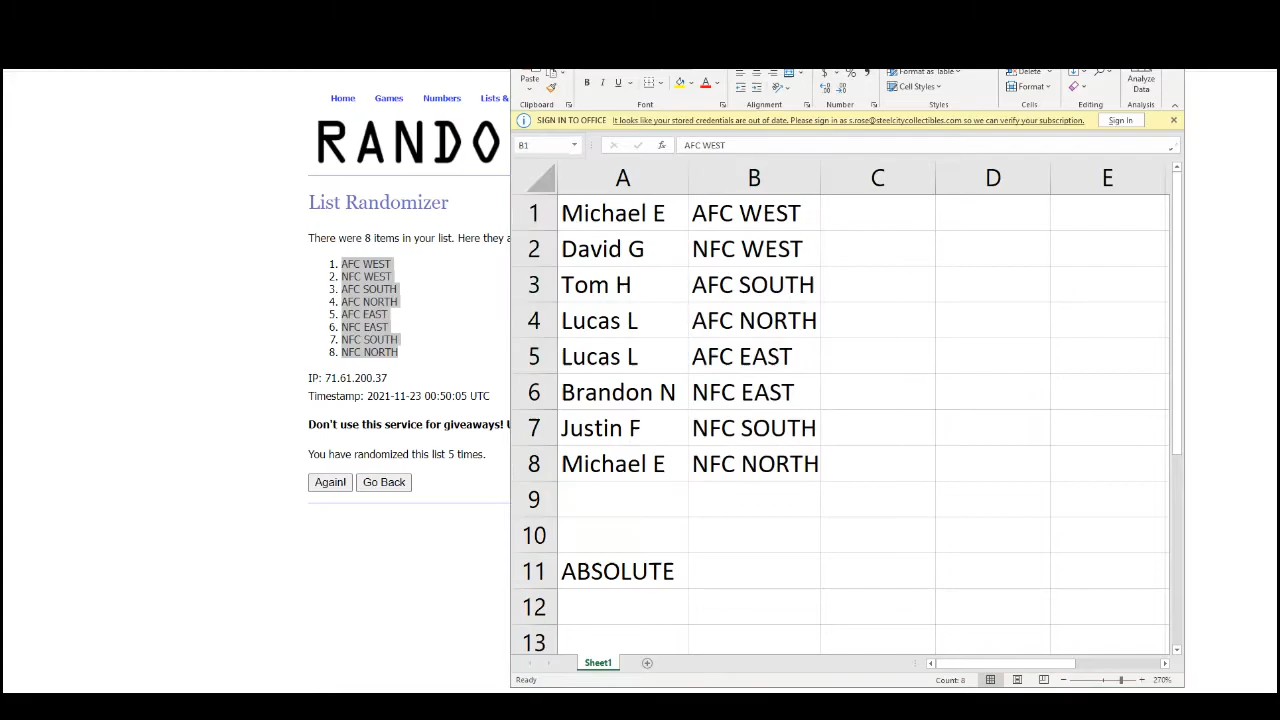 Home Games Numbers Lists &
RANDO
List Randomizer
There were 8 items in your list. Here they a
1. AFC WEST
2. NFC WEST
3. AFC SOUTH
4. AFC NORTH
5. AFC EAST
6. NFC EAST
7. NFC SOUTH
8. NFC NORTH
IP: 71.61.200.37
Timestamp: 2021-11-23 00:50:05 UTC
Don't use this service for giveaways! U
You have randomized this list 5 times.
Again! Go Back
Paste B I U A $ % Format as Table Delete Analyze
Cell Styles Format Data
Clipboard Font Alignment Number Styles Cells Editing Analysis
SIGN IN TO OFFICE It looks like your stored credentials are out of date. Please sign in as s.rose@steelcitycollectibles.com so we can verify your subscription. Sign In
B1 fx AFC WEST
A B C D E
1 Michael E AFC WEST
2 David G NFC WEST
3 Tom H AFC SOUTH
4 Lucas L AFC NORTH
5 Lucas L AFC EAST
6 Brandon N NFC EAST
7 Justin F NFC SOUTH
8 Michael E NFC NORTH
9
10
11 ABSOLUTE
12
13
Sheet1
Ready Count: 8 270%